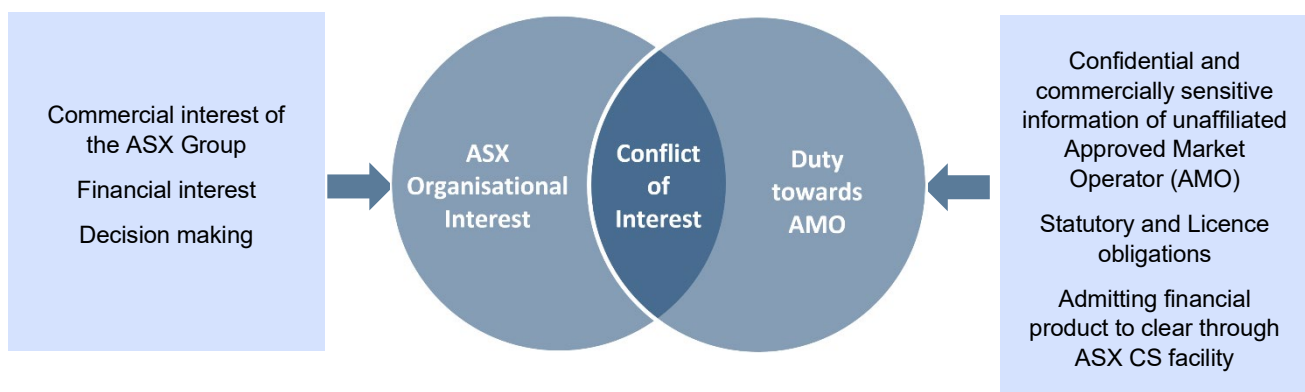 Commercial interest of
the ASX Group
Financial interest
Decision making
ASX
Organisational
Interest
Conflict
of
Interest
Duty
towards
AMO
Confidential and
commercially sensitive
information of unaffiliated
Approved Market
Operator (AMO)
Statutory and Licence
obligations
Admitting financial
product to clear through
ASX CS facility